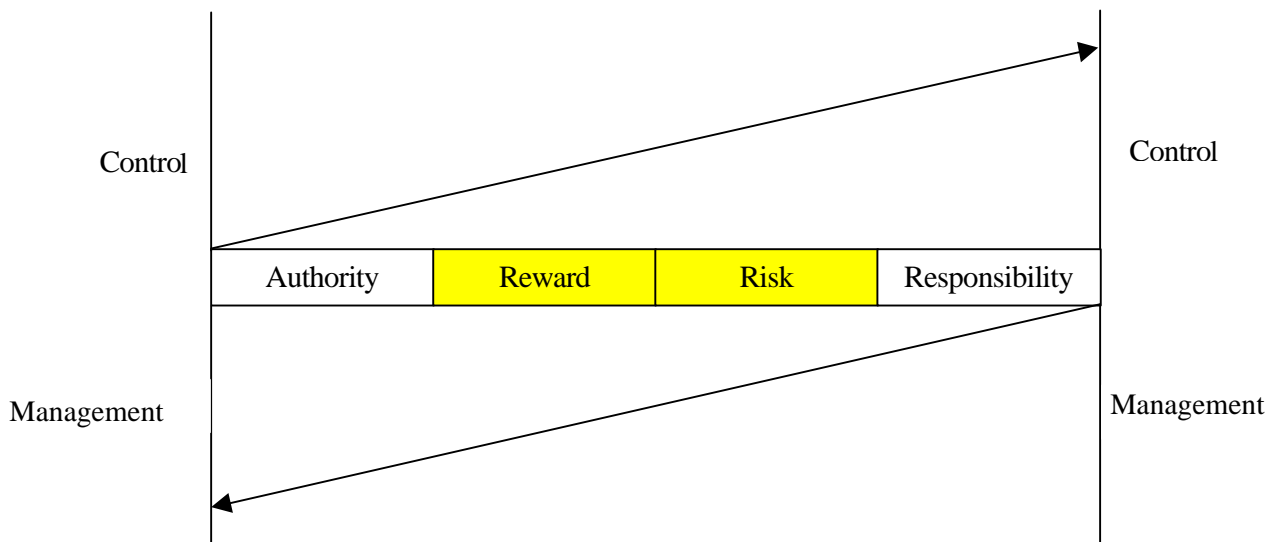 Control
Control
Authority
Reward
Risk
Responsibility
Management
Management